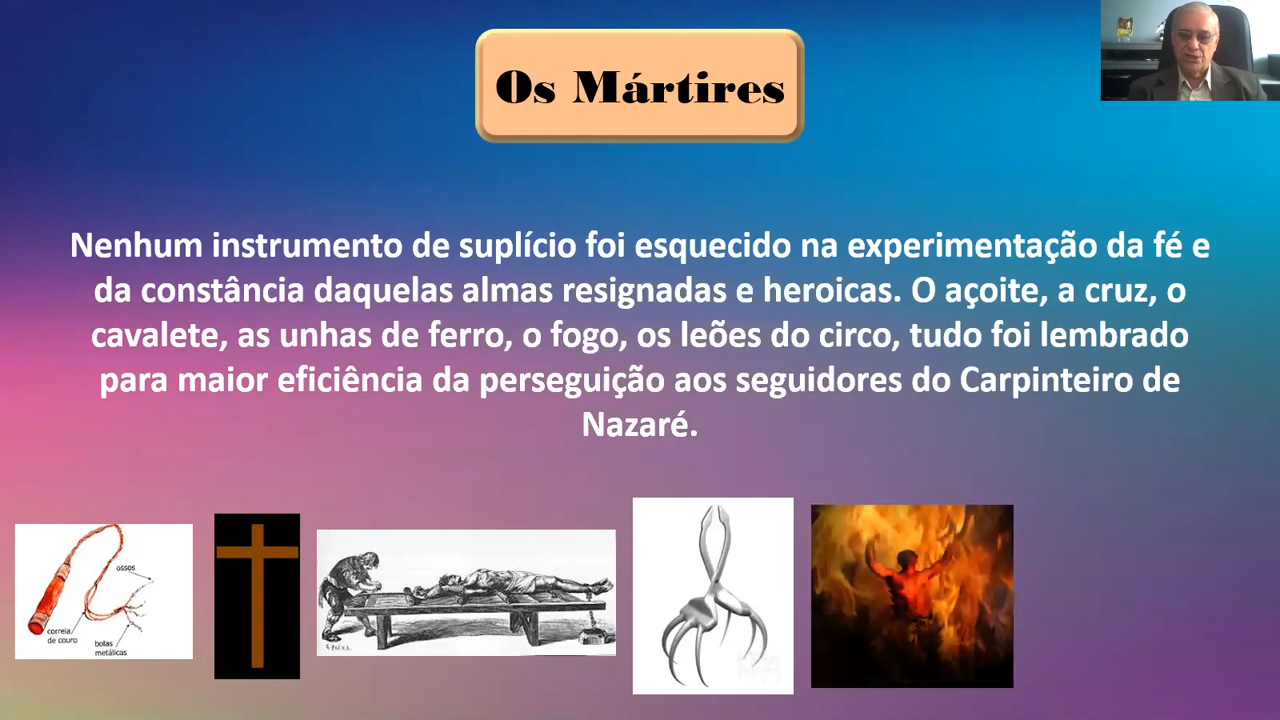 Os Mártires
Nenhum instrumento de suplício foi esquecido na experimentação da fé e
da constância daquelas almas resignadas e heroicas. O açoite, a cruz, o
cavalete, as unhas de ferro, o fogo, os leões do circo, tudo foi lembrado
para maior eficiência da perseguição aos seguidores do Carpinteiro de
Nazaré.
ossos
correia
de couro
bolas
metálicas